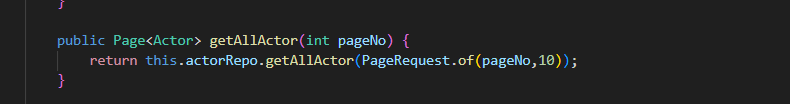 }
public Page<Actor> getAllActor(int pageNo) {
return this.actorRepo.getAllActor(PageRequest.of(pageNo,10));
}